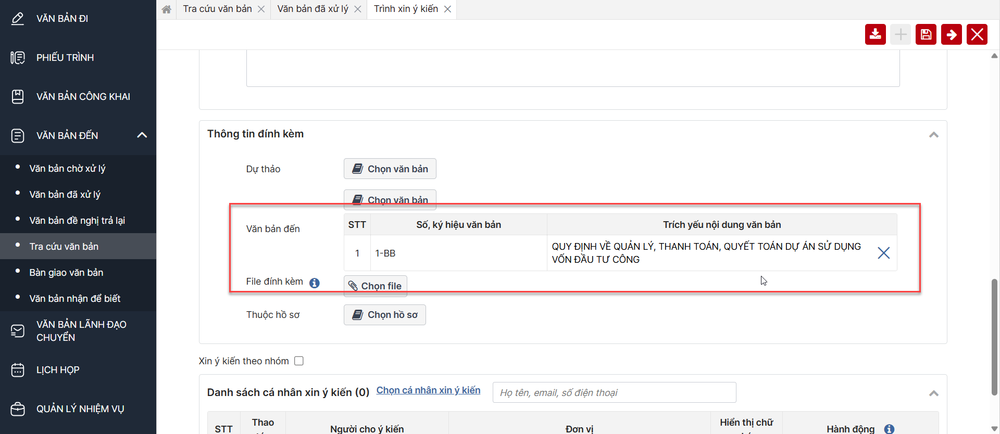 VĂN BẢN ĐI
PHIẾU TRÌNH
VĂN BẢN CÔNG KHAI
VĂN BẢN ĐẾN
Văn bản chờ xử lý
Văn bản đã xử lý
Văn bản đề nghị trả lại
Tra cứu văn bản
Bàn giao văn bản
Văn bản nhận để biết
VĂN BẢN LÃNH ĐẠO
CHUYỂN
LỊCH HỌP
QUẢN LÝ NHIỆM VỤ
Tra cứu văn bản
Văn bản đã xử lý
Trình xin ý kiến
Thông tin đính kèm
Dự thảo
Chọn văn bản
Chọn văn bản
Văn bản đến
STT Số, ký hiệu văn bản Trích yếu nội dung văn bản
1 1-BB QUY ĐỊNH VỀ QUẢN LÝ, THANH TOÁN, QUYẾT TOÁN DỰ ÁN SỬ DỤNG
VỐN ĐẦU TƯ CÔNG
File đính kèm Chọn file
Thuộc hồ sơ Chọn hồ sơ
Xin ý kiến theo nhóm
Danh sách cá nhân xin ý kiến (0) Chọn cá nhân xin ý kiến Họ tên, email, số điện thoại
STT Thao Người cho ý kiến Đơn vị Hiển thị chữ Hành động